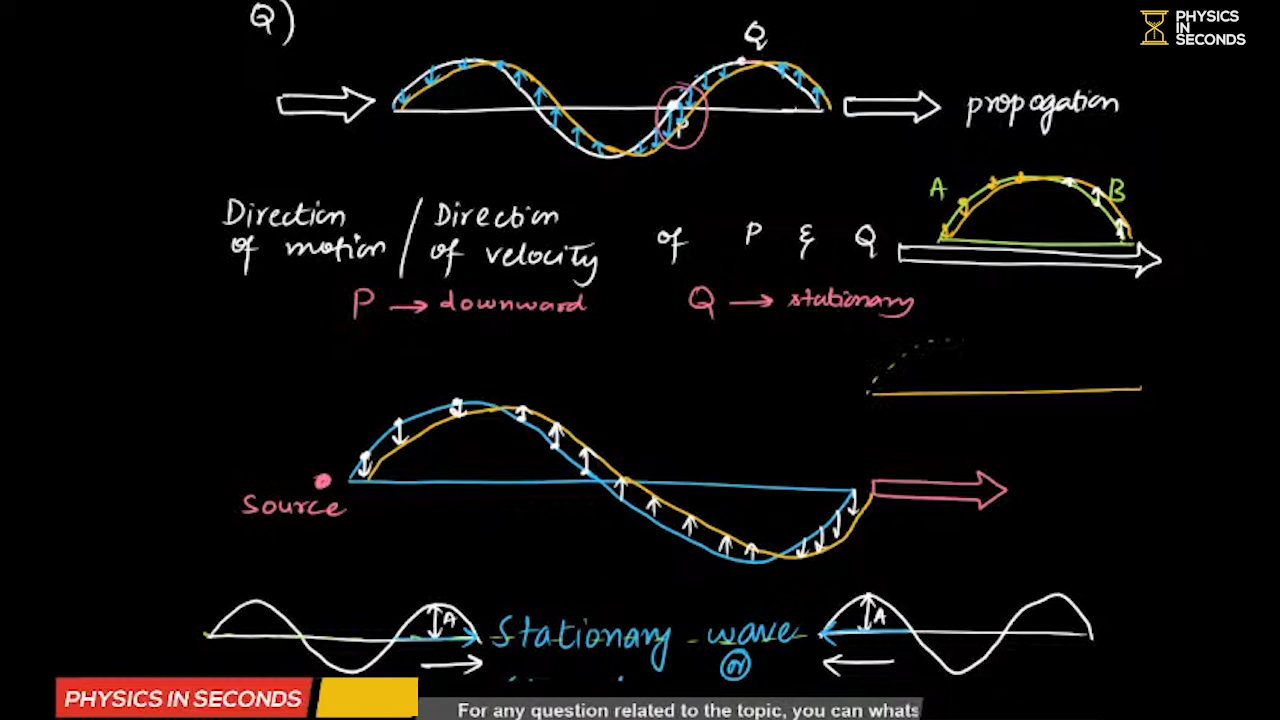 PHYSICS
IN
SECONDS
Q)
Q
P
propogation
A
B
Direction of motion / Direction of velocity of P & Q
P → downward
Q → stationary
Source
A
Stationary wave
A
or
PHYSICS IN SECONDS
For any question related to the topic, you can whats